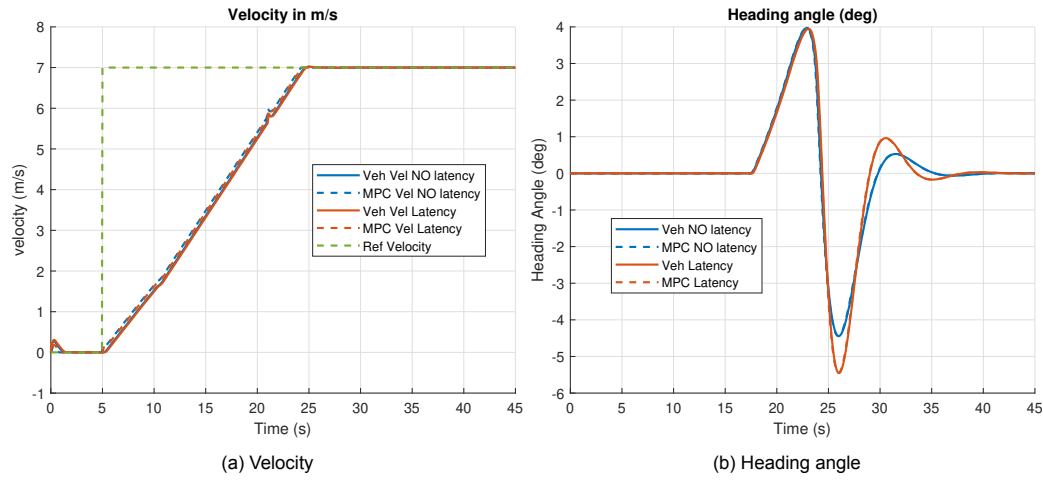 Velocity in m/s
8
7
6
5
4
3
2
1
0
-1
velocity (m/s)
Veh Vel NO latency
MPC Vel NO latency
Veh Vel Latency
MPC Vel Latency
Ref Velocity
0 5 10 15 20 25 30 35 40 45
Time (s)
(a) Velocity
Heading angle (deg)
4
3
2
1
0
-1
-2
-3
-4
-5
-6
Heading Angle (deg)
Veh NO latency
MPC NO latency
Veh Latency
MPC Latency
0 5 10 15 20 25 30 35 40 45
Time (s)
(b) Heading angle